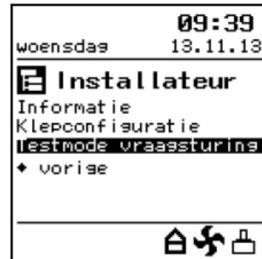 09:39
woensdag 13.11.13
Installateur
Informatie
Klepconfiguratie
Testmode vraagsturing
♦ vorige